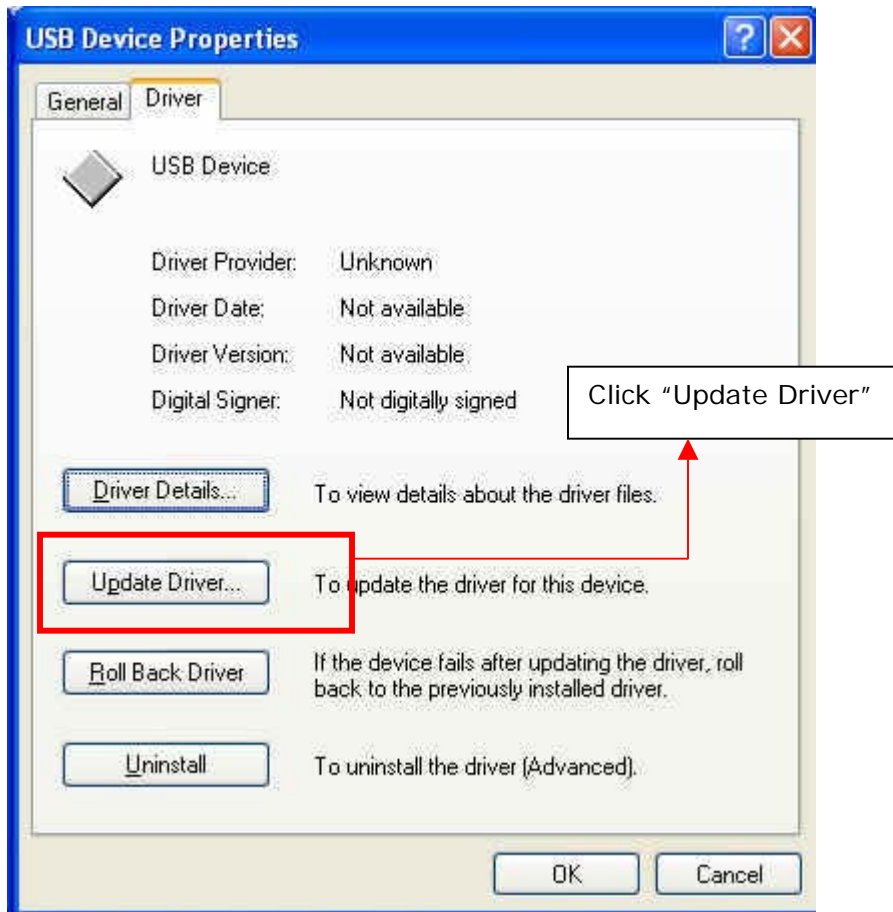 USB Device Properties
General Driver
USB Device
Driver Provider: Unknown
Driver Date: Not available
Driver Version: Not available
Digital Signer: Not digitally signed
Click “Update Driver”
Driver Details... To view details about the driver files.
Update Driver... To update the driver for this device.
Roll Back Driver If the device fails after updating the driver, roll
back to the previously installed driver.
Uninstall To uninstall the driver (Advanced).
OK Cancel